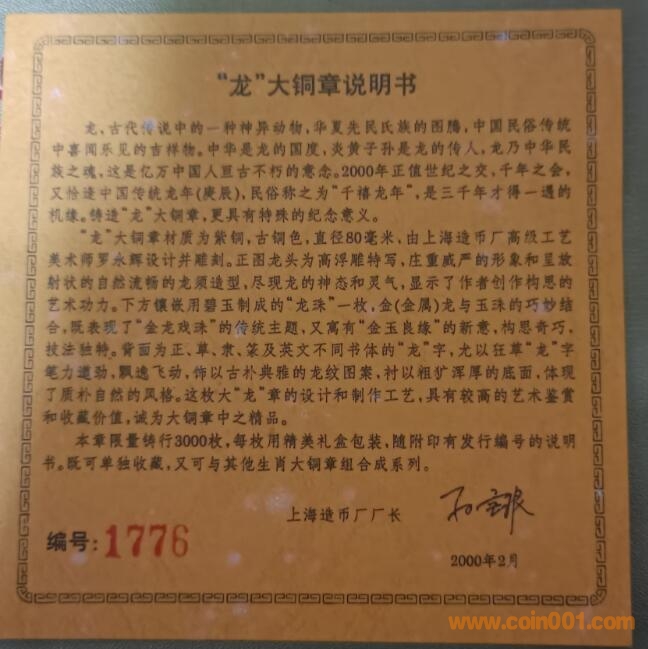 “龙”大铜章说明书
龙、古代传说中的一种神异动物，华夏先民氏族的图腾，中国民俗传统
中喜闻乐见的吉祥物。中华是龙的国度，炎黄子孙是龙的传人，龙乃中华民
族之魂，这是亿万中国人亘古不朽的意念。2000年正值世纪之交，千年之会，
又恰逢中国传统龙年(庚辰)，民俗称之为“千禧龙年”，是三千年才得一遇的
机缘。铸造“龙”大铜章，更具有特殊的纪念意义。
“龙”大铜章材质为紫铜，古铜色，直径80毫米，由上海造币厂高级工艺
美术师罗永辉设计并雕刻。正图龙头为高浮雕特写，庄重威严的形象和呈放
射状的自然流畅的龙须造型，尽现龙的神态和灵气，显示了作者创作构思的
艺术功力。下方镶嵌用碧玉制成的“龙珠”一枚，金(金属)龙与玉珠的巧妙结
合，既表现了“金龙戏珠”的传统主题，又寓有“金玉良缘”的新意，构思奇巧，
技法独特。背面为正、草、隶、篆及英文不同书体的“龙”字，尤以狂草“龙”字
笔力遒劲，飘逸飞动，饰以古朴典雅的龙纹图案，衬以粗犷浑厚的底面，体现
了质朴自然的风格。这枚大“龙”章的设计和制作工艺，具有较高的艺术鉴赏
和收藏价值，诚为大铜章中之精品。
本章限量铸行3000枚，每枚用精美礼盒包装，随附印有发行编号的说明
书。既可单独收藏，又可与其他生肖大铜章组合成系列。
上海造币厂厂长
编号：1776
2000年2月
www.coin001.com